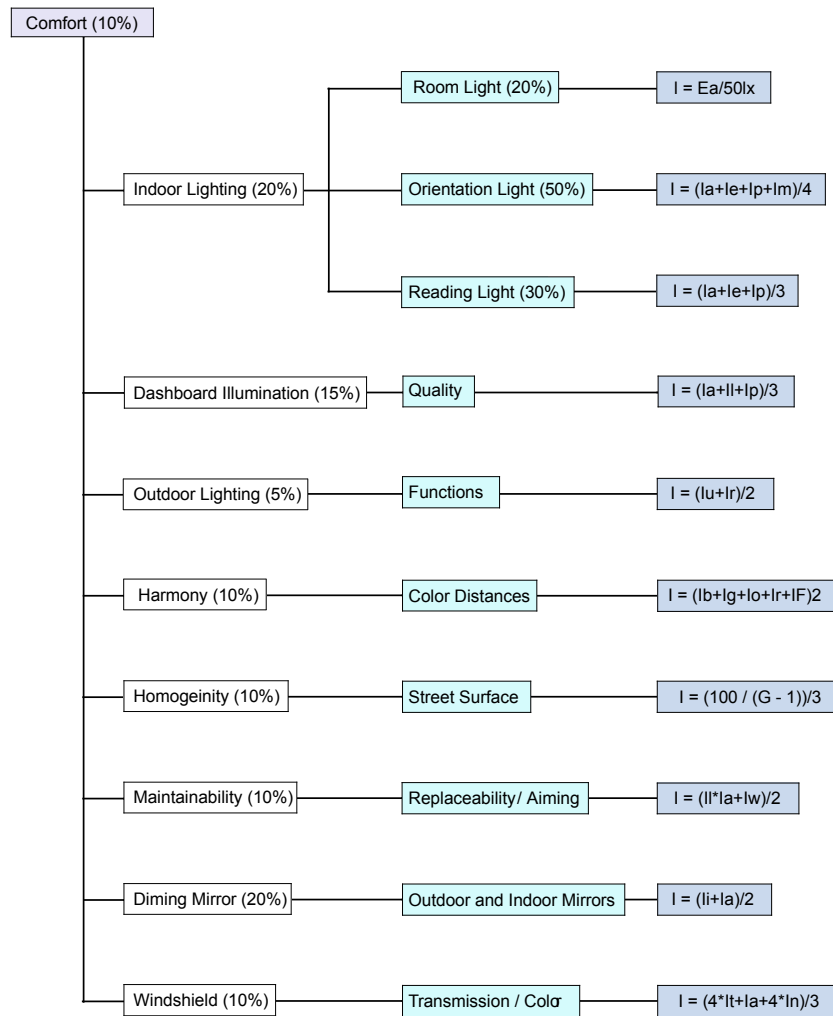 Comfort (10%)
Room Light (20%)
I = Ea/50lx
Indoor Lighting (20%)
Orientation Light (50%)
I = (Ia+Ie+Ip+Im)/4
Reading Light (30%)
I = (Ia+Ie+Ip)/3
Dashboard Illumination (15%)
Quality
I = (Ia+Il+Ip)/3
Outdoor Lighting (5%)
Functions
I = (Iu+Ir)/2
Harmony (10%)
Color Distances
I = (Ib+Ig+Io+Ir+IF)2
Homogeinity (10%)
Street Surface
I = (100 / (G - 1))/3
Maintainability (10%)
Replaceability/ Aiming
I = (Il*Ia+Iw)/2
Diming Mirror (20%)
Outdoor and Indoor Mirrors
I = (Ii+Ia)/2
Windshield (10%)
Transmission / Color
I = (4*It+Ia+4*In)/3